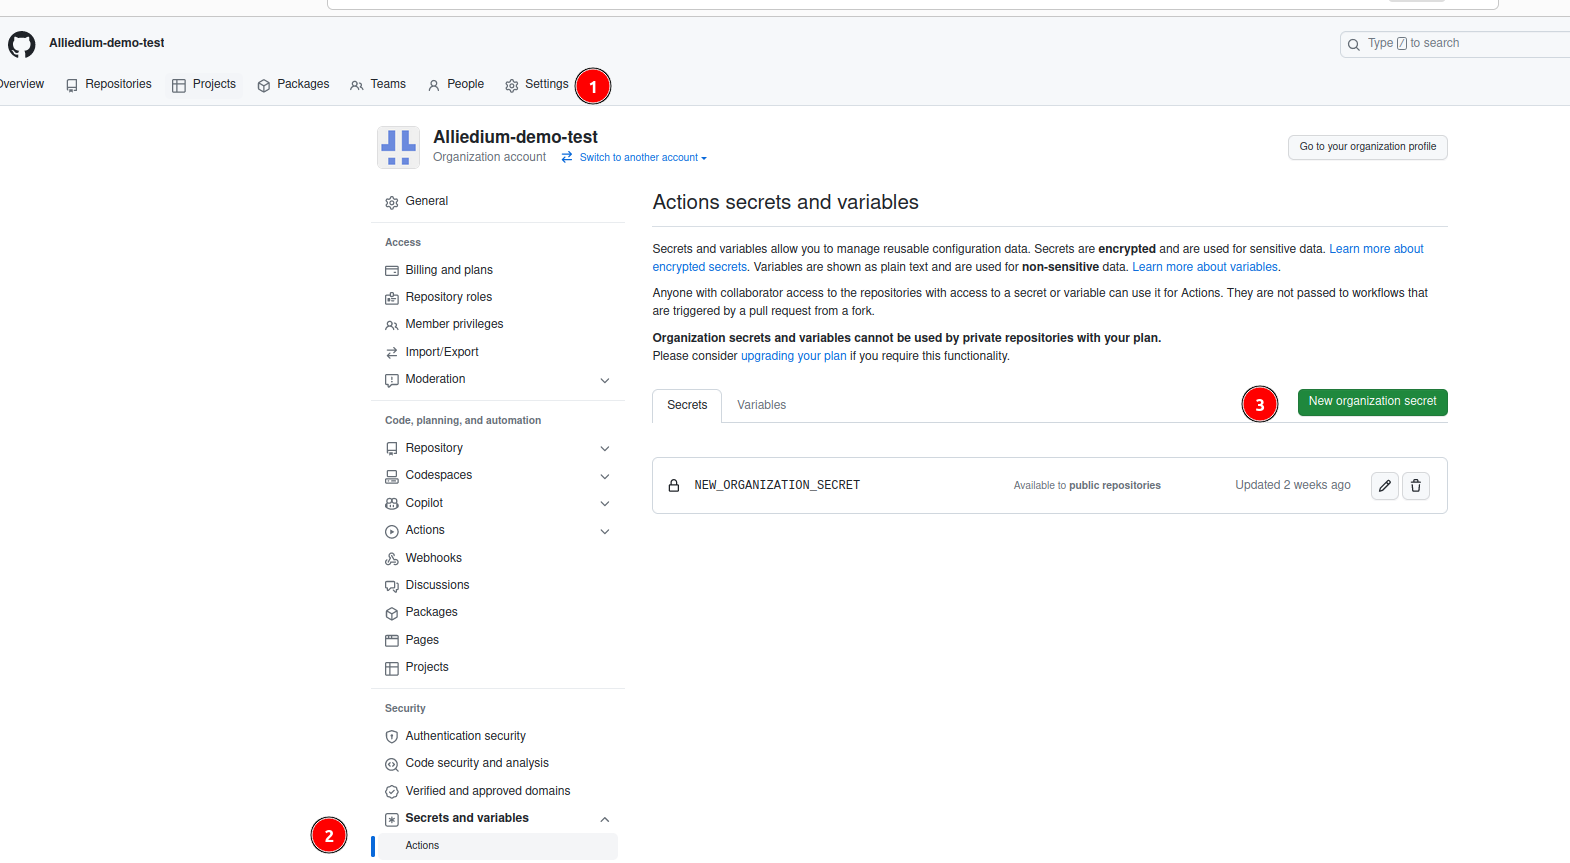 Alliedium-demo-test
Type / to search
Overview Repositories Projects Packages Teams People Settings 1
Alliedium-demo-test
Organization account Switch to another account
Go to your organization profile
General
Access
Billing and plans
Repository roles
Member privileges
Import/Export
Moderation
Code, planning, and automation
Repository
Codespaces
Copilot
Actions
Webhooks
Discussions
Packages
Pages
Projects
Security
Authentication security
Code security and analysis
Verified and approved domains
Secrets and variables
2
Actions
Actions secrets and variables
Secrets and variables allow you to manage reusable configuration data. Secrets are encrypted and are used for sensitive data. Learn more about
encrypted secrets. Variables are shown as plain text and are used for non-sensitive data. Learn more about variables.
Anyone with collaborator access to the repositories with access to a secret or variable can use it for Actions. They are not passed to workflows that
are triggered by a pull request from a fork.
Organization secrets and variables cannot be used by private repositories with your plan.
Please consider upgrading your plan if you require this functionality.
Secrets Variables 3 New organization secret
NEW_ORGANIZATION_SECRET Available to public repositories Updated 2 weeks ago